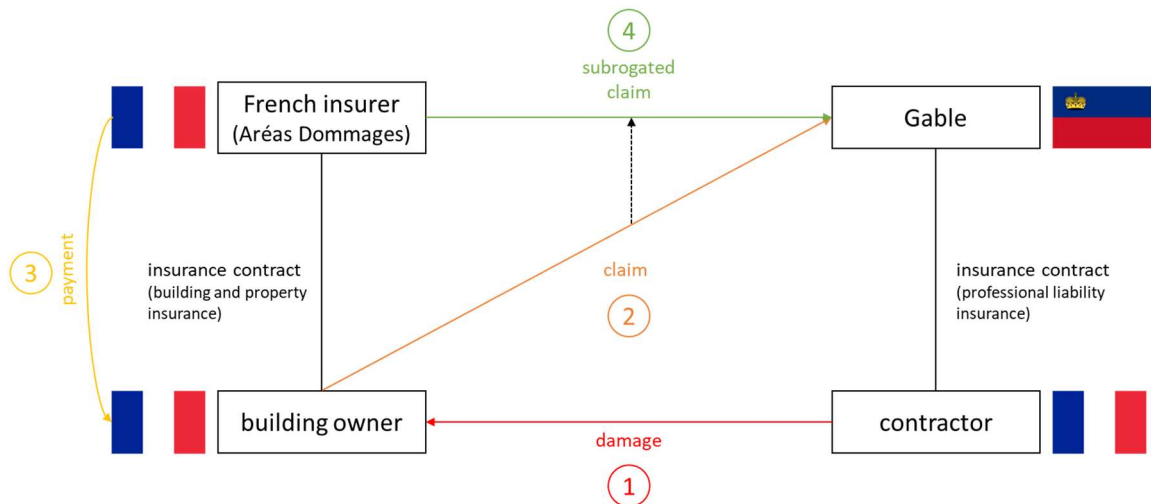 4
subrogated
claim
French insurer
(Aréas Dommages)
Gable
3
payment
insurance contract
(building and property
insurance)
claim
2
insurance contract
(professional liability
insurance)
building owner
contractor
damage
1